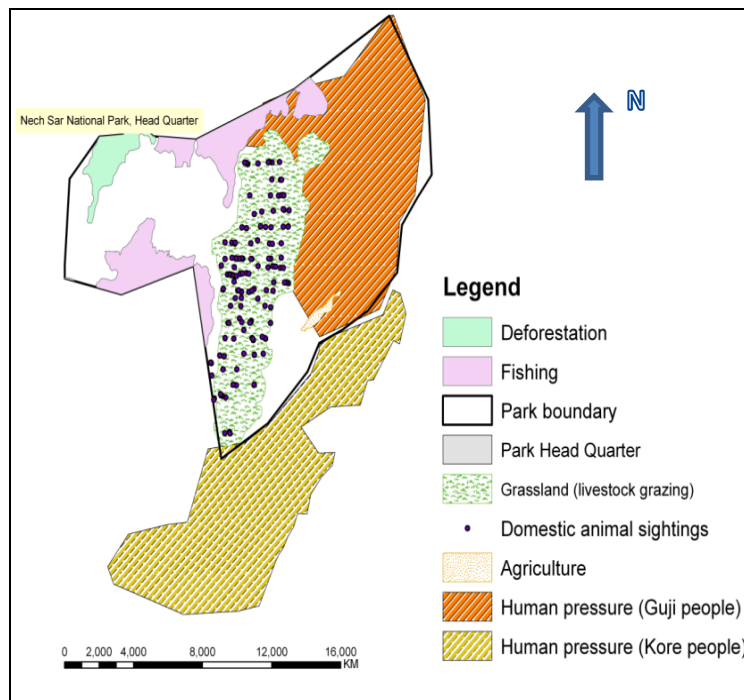 Nech Sar National Park, Head Quarter
N
Legend
Deforestation
Fishing
Park boundary
Park Head Quarter
Grassland (livestock grazing)
Domestic animal sightings
Agriculture
Human pressure (Guji people)
Human pressure (Kore people)
0 2,000 4,000 8,000 12,000 16,000
KM